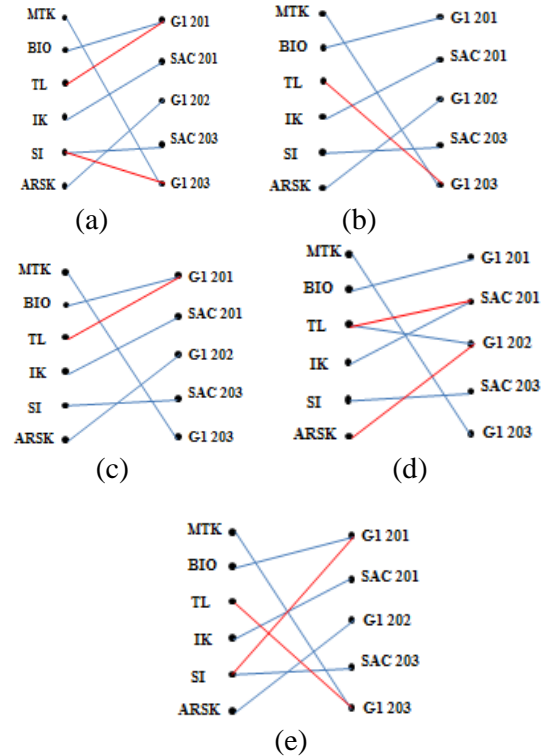 MTK
BIO
TL
IK
SI
ARSK
G1 201
SAC 201
G1 202
SAC 203
G1 203
(a)
MTK
BIO
TL
IK
SI
ARSK
G1 201
SAC 201
G1 202
SAC 203
G1 203
(b)
MTK
BIO
TL
IK
SI
ARSK
G1 201
SAC 201
G1 202
SAC 203
G1 203
(c)
MTK
BIO
TL
IK
SI
ARSK
G1 201
SAC 201
G1 202
SAC 203
G1 203
(d)
MTK
BIO
TL
IK
SI
ARSK
G1 201
SAC 201
G1 202
SAC 203
G1 203
(e)